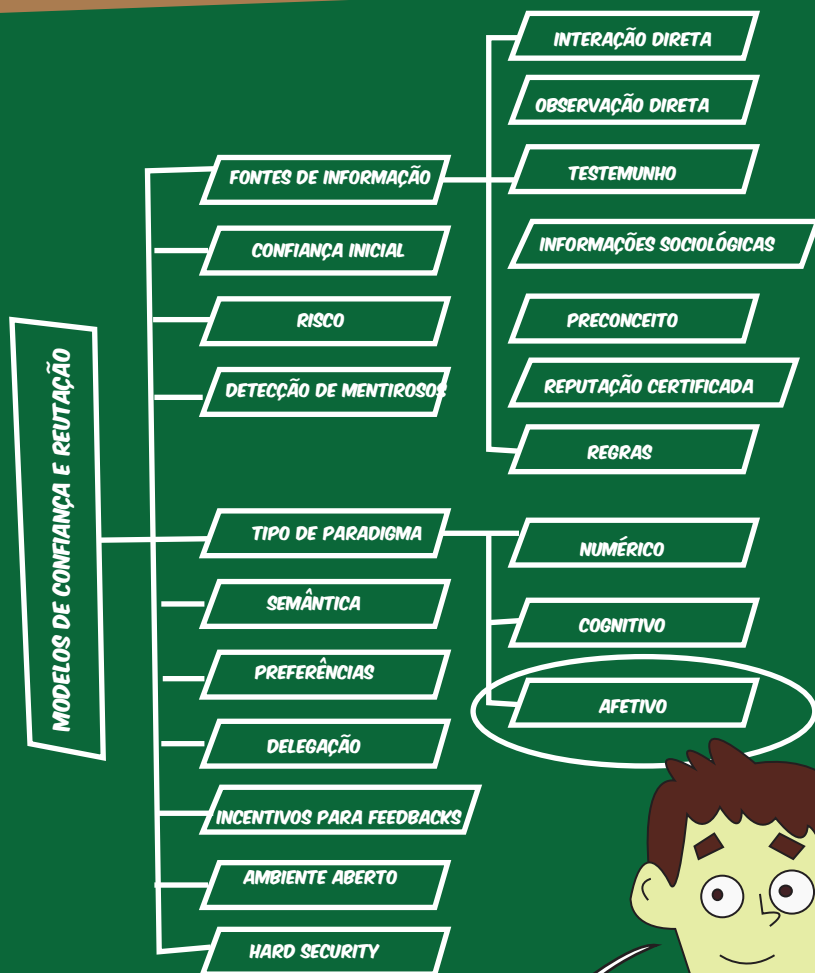 MODELOS DE CONFIANÇA E REUTAÇÃO
FONTES DE INFORMAÇÃO
INTERAÇÃO DIRETA
OBSERVAÇÃO DIRETA
TESTEMUNHO
INFORMAÇÕES SOCIOLÓGICAS
PRECONCEITO
REPUTAÇÃO CERTIFICADA
REGRAS
CONFIANÇA INICIAL
RISCO
DETECÇÃO DE MENTIROSOS
TIPO DE PARADIGMA
NUMÉRICO
COGNITIVO
AFETIVO
SEMÂNTICA
PREFERÊNCIAS
DELEGAÇÃO
INCENTIVOS PARA FEEDBACKS
AMBIENTE ABERTO
HARD SECURITY